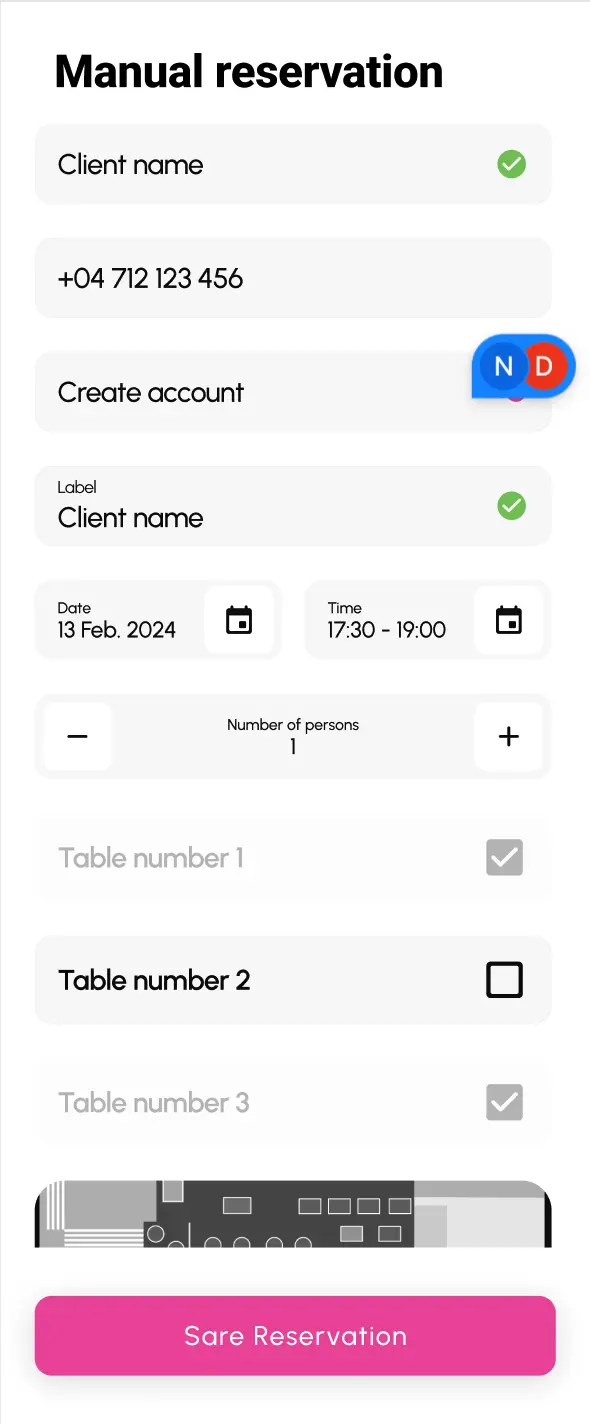 Manual reservation
Client name
+04 712 123 456
N D
Create account
Label
Client name
Date
13 Feb. 2024
Time
17:30 - 19:00
Number of persons
1
Table number 1
Table number 2
Table number 3
Sare Reservation